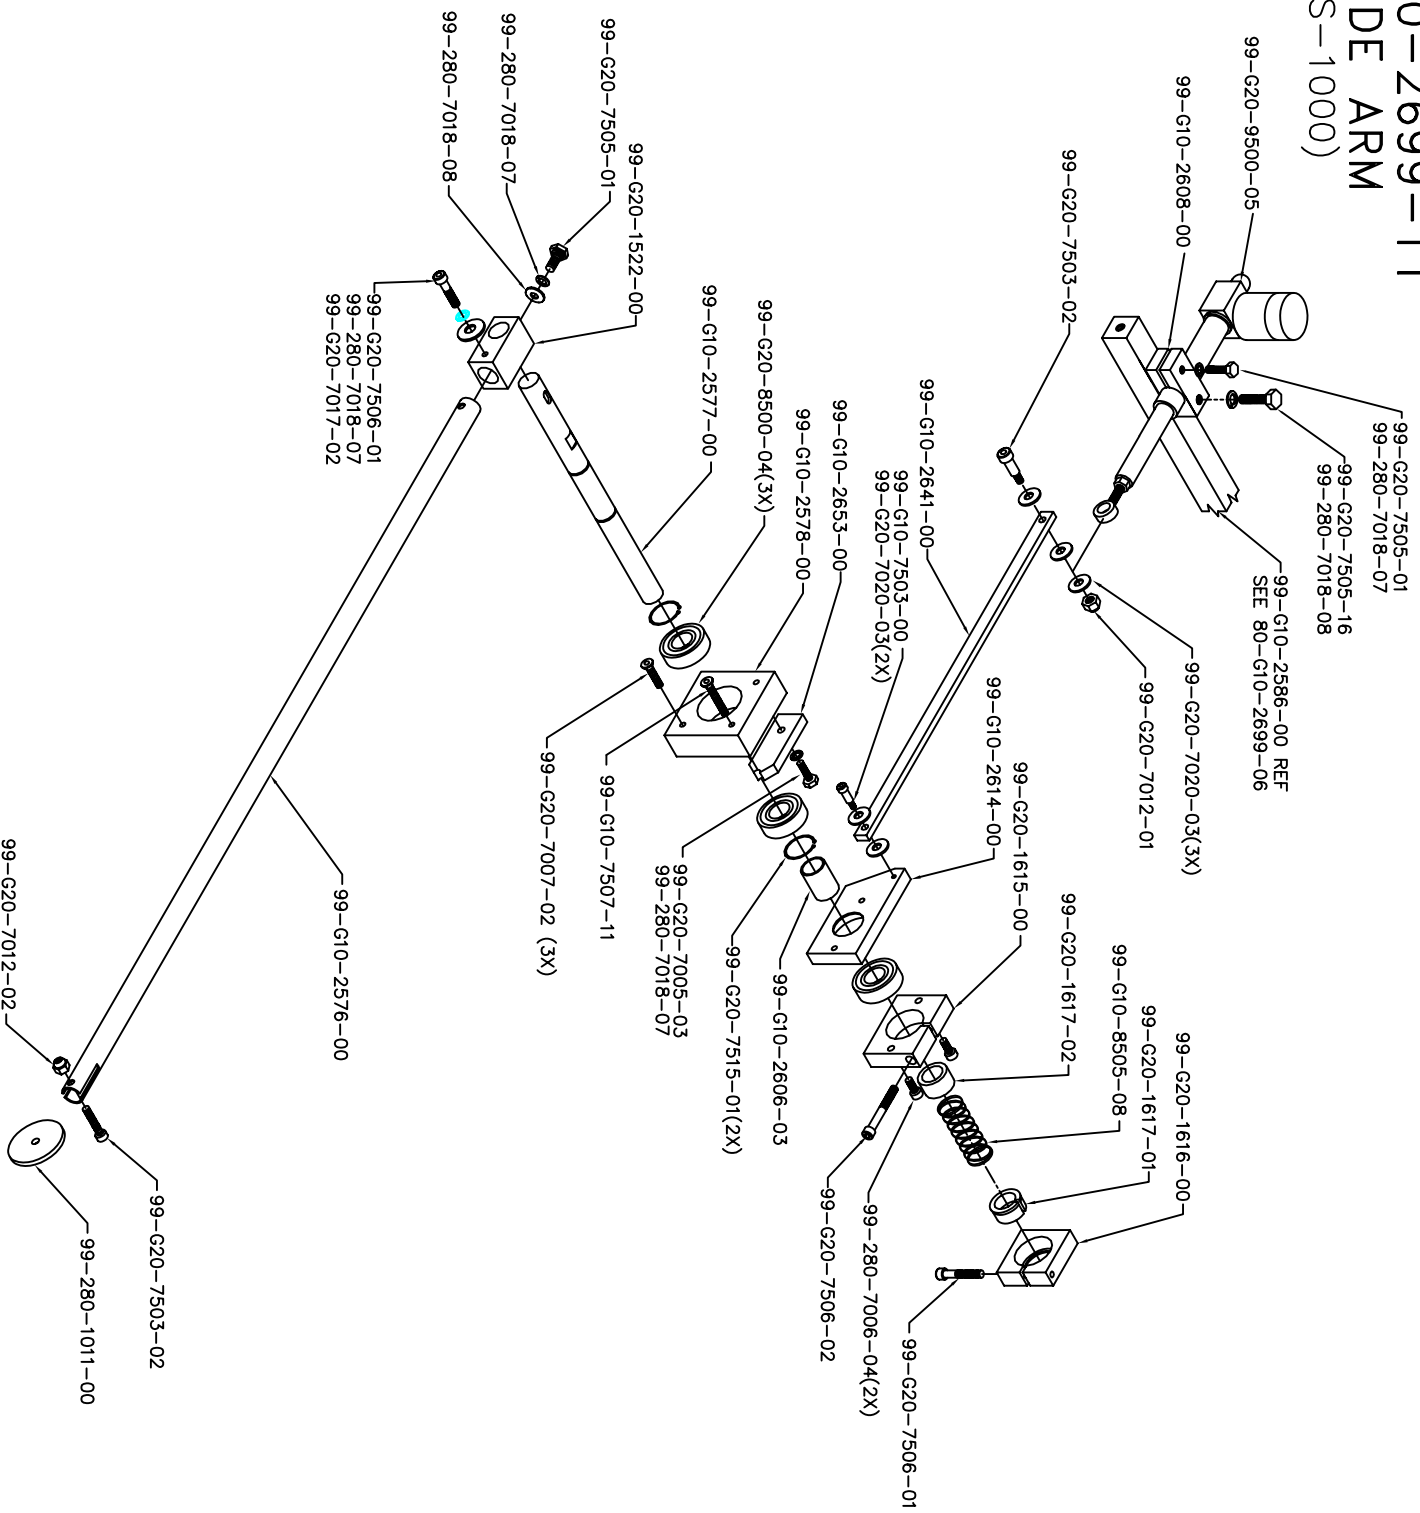 0-2699-11
DE ARM
S-1000)
99-G20-9500-05
99-G10-2608-00
99-G20-7503-02
99-G20-7505-01
99-280-7018-07
99-G20-7505-16
99-280-7018-08
99-G10-2586-00 REF
SEE 80-G10-2699-06
99-G20-7020-03(3X)
99-G20-7012-01
99-G10-2641-00
99-G10-7503-00
99-G20-7020-03(2X)
99-G10-2653-00
99-G10-2578-00
99-G20-8500-04(3X)
99-G10-2577-00
99-G20-1522-00
99-G20-7505-01
99-280-7018-07
99-280-7018-08
99-G20-7506-01
99-280-7018-07
99-G20-7017-02
99-G10-2614-00
99-G20-1615-00
99-G20-1617-02
99-G10-8505-08
99-G20-1617-01
99-G20-1616-00
99-G20-7506-01
99-280-7006-04(2X)
99-G20-7506-02
99-G10-2606-03
99-G20-7515-01(2X)
99-G20-7005-03
99-280-7018-07
99-G10-7507-11
99-G20-7007-02 (3X)
99-G10-2576-00
99-G20-7012-02
99-G20-7503-02
99-280-1011-00